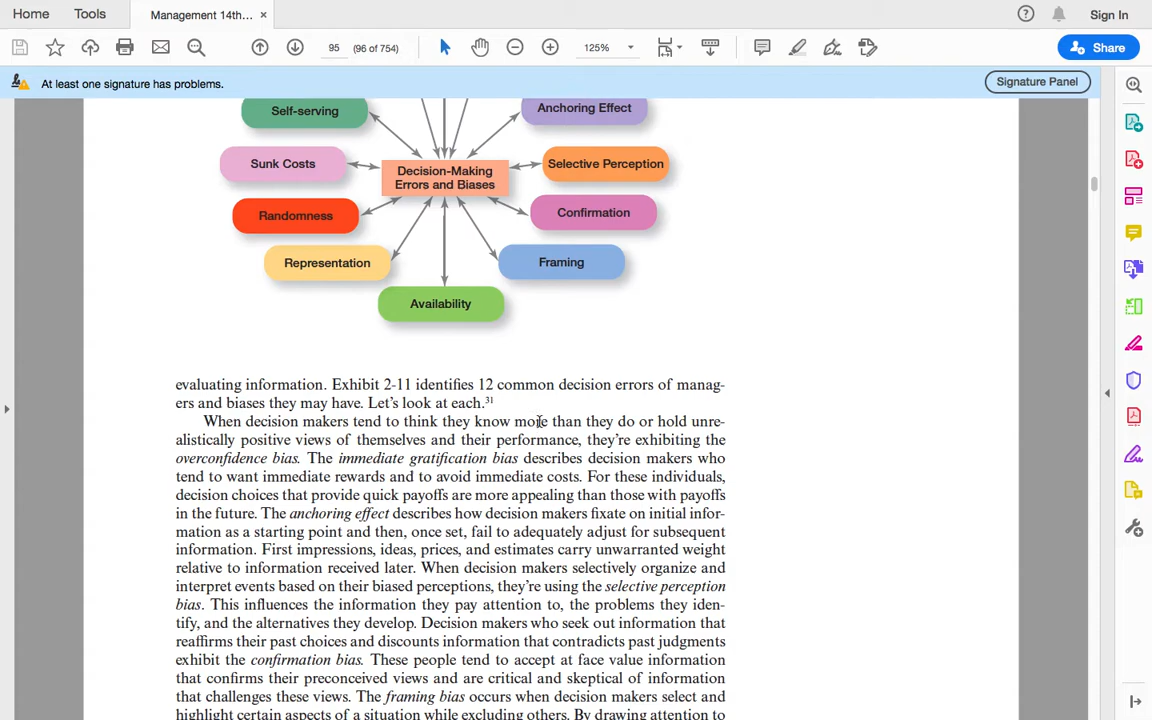 Home
Tools
Management 14th...
×
?
Sign In
95
(96 of 754)
125%
Share
At least one signature has problems.
Signature Panel
Self-serving
Anchoring Effect
Sunk Costs
Decision-Making
Errors and Biases
Selective Perception
Randomness
Confirmation
Representation
Framing
Availability
evaluating information. Exhibit 2-11 identifies 12 common decision errors of manag-
ers and biases they may have. Let's look at each.³¹
When decision makers tend to think they know more than they do or hold unre-
alistically positive views of themselves and their performance, they're exhibiting the
overconfidence bias. The immediate gratification bias describes decision makers who
tend to want immediate rewards and to avoid immediate costs. For these individuals,
decision choices that provide quick payoffs are more appealing than those with payoffs
in the future. The anchoring effect describes how decision makers fixate on initial infor-
mation as a starting point and then, once set, fail to adequately adjust for subsequent
information. First impressions, ideas, prices, and estimates carry unwarranted weight
relative to information received later. When decision makers selectively organize and
interpret events based on their biased perceptions, they're using the selective perception
bias. This influences the information they pay attention to, the problems they iden-
tify, and the alternatives they develop. Decision makers who seek out information that
reaffirms their past choices and discounts information that contradicts past judgments
exhibit the confirmation bias. These people tend to accept at face value information
that confirms their preconceived views and are critical and skeptical of information
that challenges these views. The framing bias occurs when decision makers select and
highlight certain aspects of a situation while excluding others. By drawing attention to